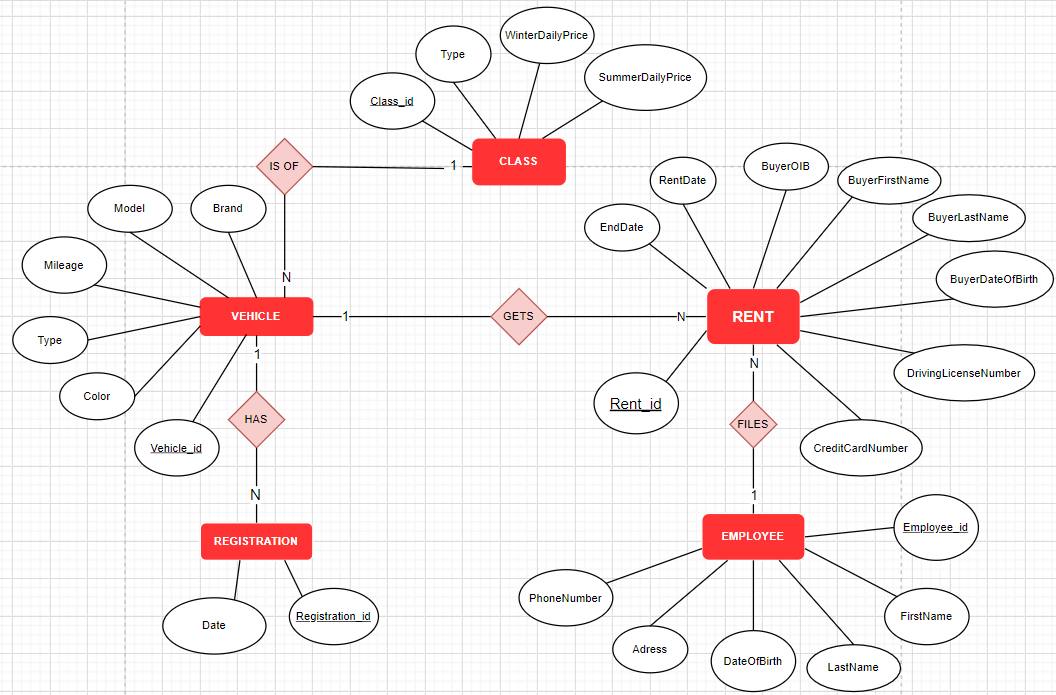 WinterDailyPrice
Type
SummerDailyPrice
Class_id
CLASS
1
IS OF
BuyerOIB
RentDate
BuyerFirstName
Model
Brand
BuyerLastName
EndDate
Mileage
N
BuyerDateOfBirth
VEHICLE
1
GETS
N
RENT
Type
1
N
DrivingLicenseNumber
Color
Rent_id
HAS
FILES
Vehicle_id
CreditCardNumber
N
1
Employee_id
EMPLOYEE
REGISTRATION
PhoneNumber
Registration_id
FirstName
Date
Adress
DateOfBirth
LastName